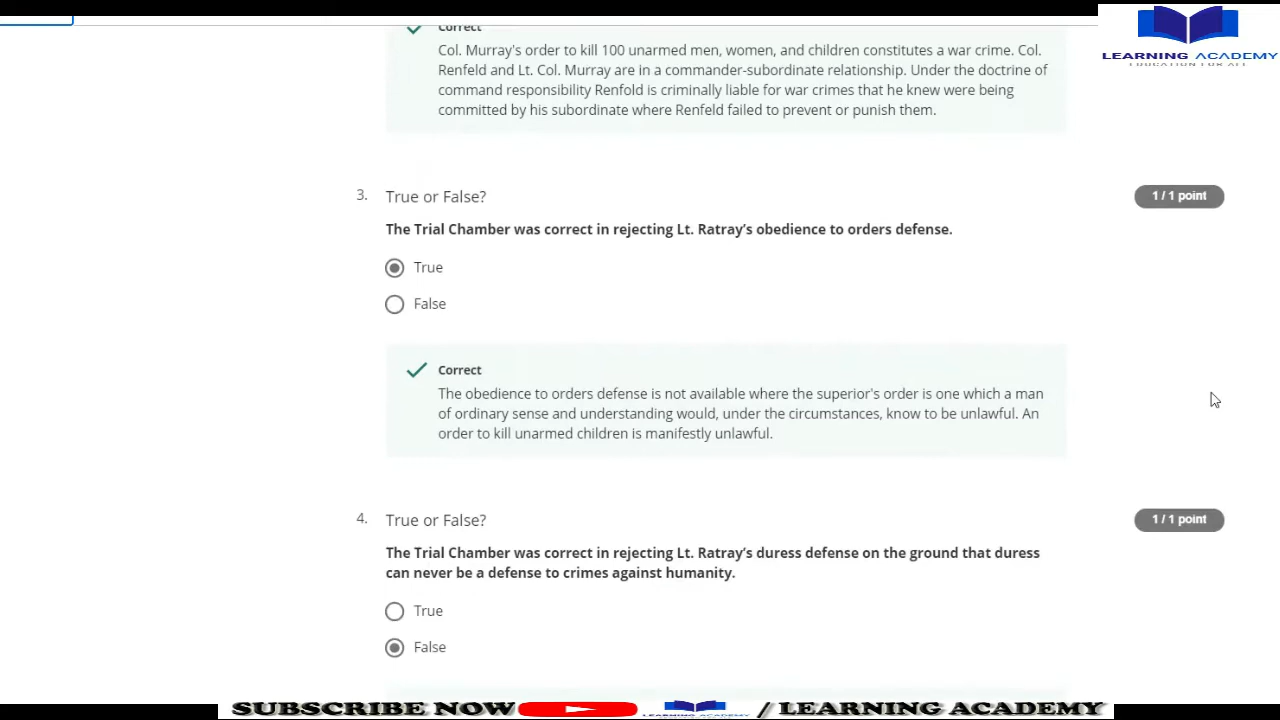 Correct
LEARNING ACADEMY
EDUCATION FOR ALL
Col. Murray's order to kill 100 unarmed men, women, and children constitutes a war crime. Col.
Renfeld and Lt. Col. Murray are in a commander-subordinate relationship. Under the doctrine of
command responsibility Renfold is criminally liable for war crimes that he knew were being
committed by his subordinate where Renfeld failed to prevent or punish them.
3. True or False?
1 / 1 point
The Trial Chamber was correct in rejecting Lt. Ratray’s obedience to orders defense.
True
False
Correct
The obedience to orders defense is not available where the superior's order is one which a man
of ordinary sense and understanding would, under the circumstances, know to be unlawful. An
order to kill unarmed children is manifestly unlawful.
4. True or False?
1 / 1 point
The Trial Chamber was correct in rejecting Lt. Ratray’s duress defense on the ground that duress
can never be a defense to crimes against humanity.
True
False
SUBSCRIBE NOW LEARNING ACADEMY / LEARNING ACADEMY